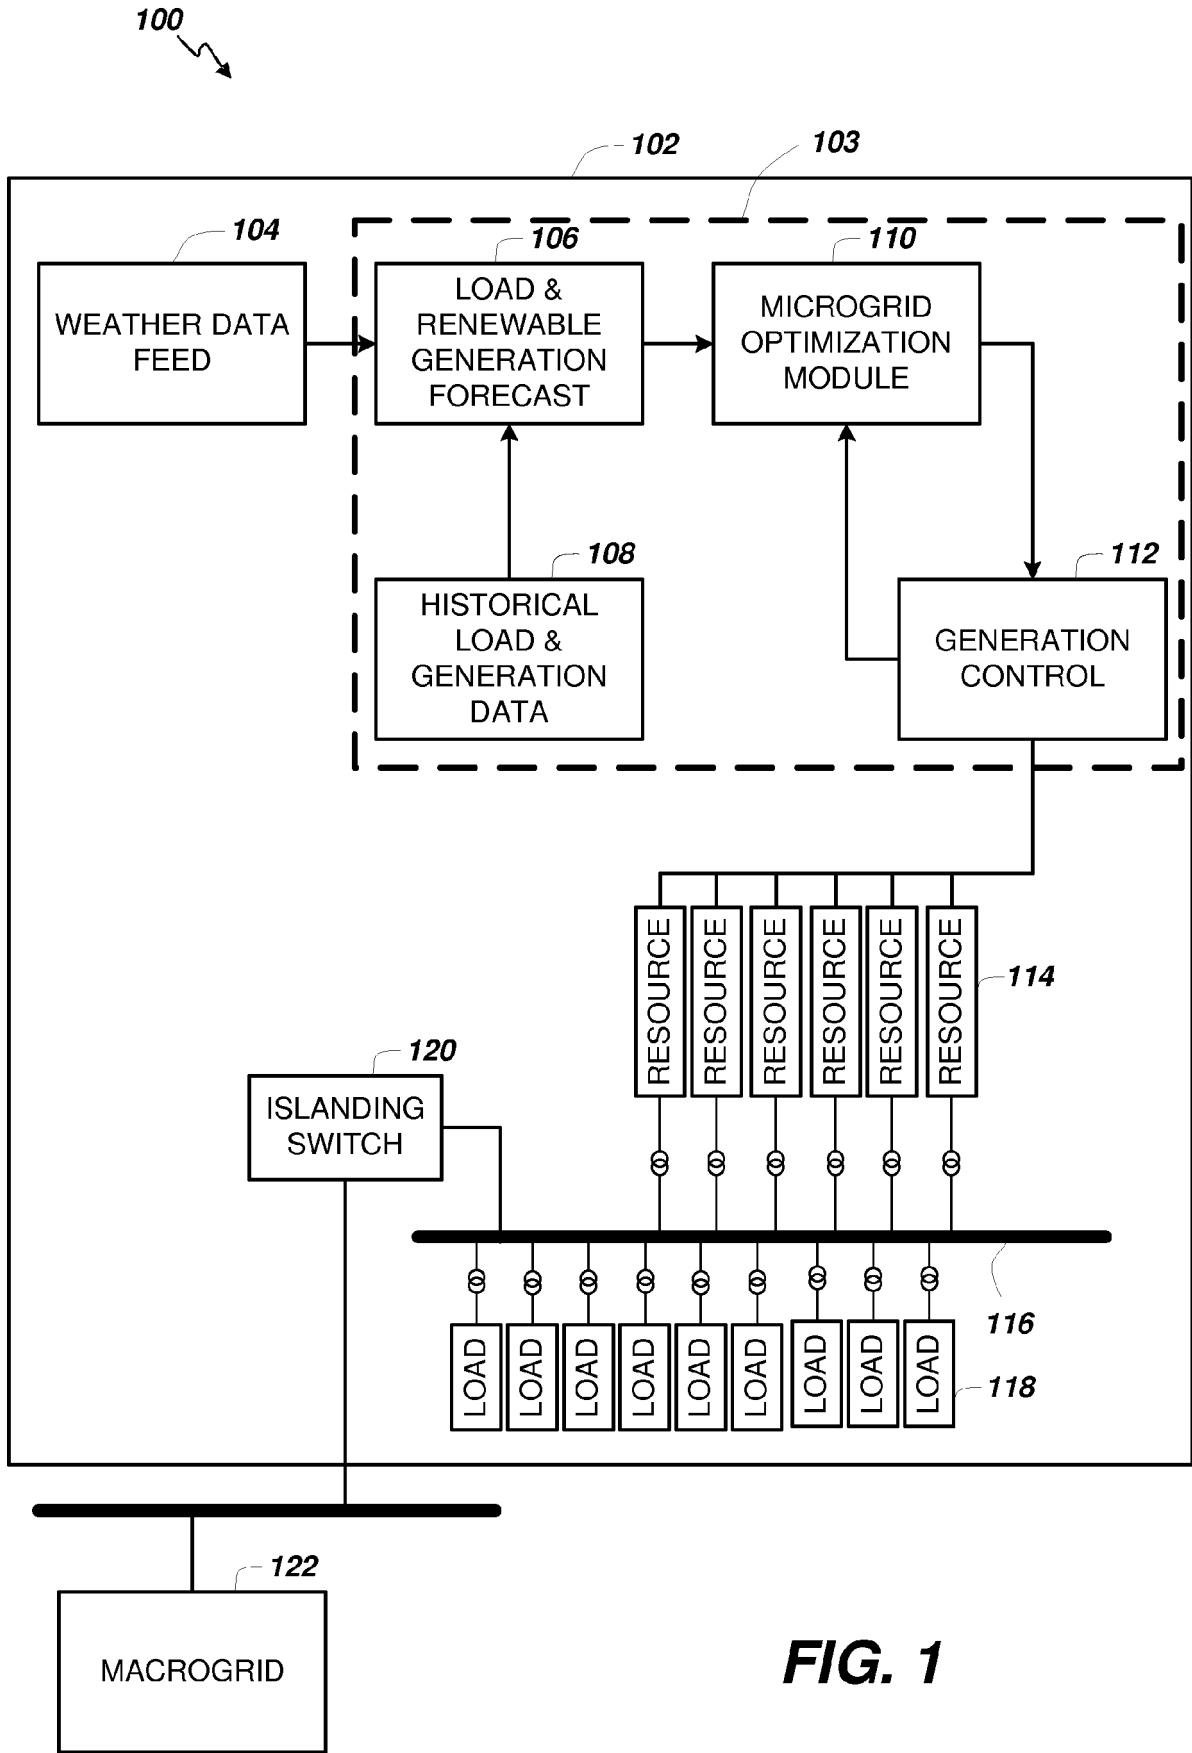 100
102
103
104
106
110
WEATHER DATA
FEED
LOAD &
RENEWABLE
GENERATION
FORECAST
MICROGRID
OPTIMIZATION
MODULE
108
112
HISTORICAL
LOAD &
GENERATION
DATA
GENERATION
CONTROL
RESOURCE
RESOURCE
RESOURCE
RESOURCE
RESOURCE
RESOURCE
114
120
ISLANDING
SWITCH
116
LOAD
LOAD
LOAD
LOAD
LOAD
LOAD
LOAD
LOAD
LOAD
118
122
MACROGRID
FIG. 1